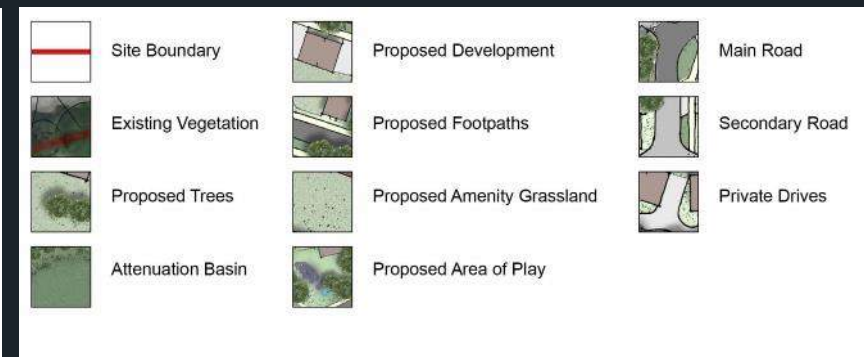 Site Boundary
Existing Vegetation
Proposed Trees
Attenuation Basin
Proposed Development
Proposed Footpaths
Proposed Amenity Grassland
Proposed Area of Play
Main Road
Secondary Road
Private Drives